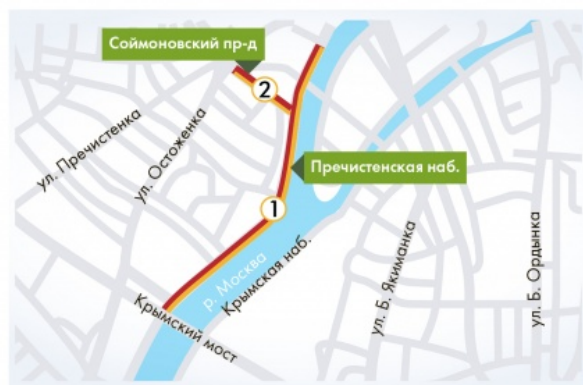 Соймоновский пр-д
2
ул. Пречистенка
ул. Остоженка
Пречистенская наб.
1
р. Москва
Крымская наб.
Крымский мост
ул. Б. Якиманка
ул. Б. Ордынка